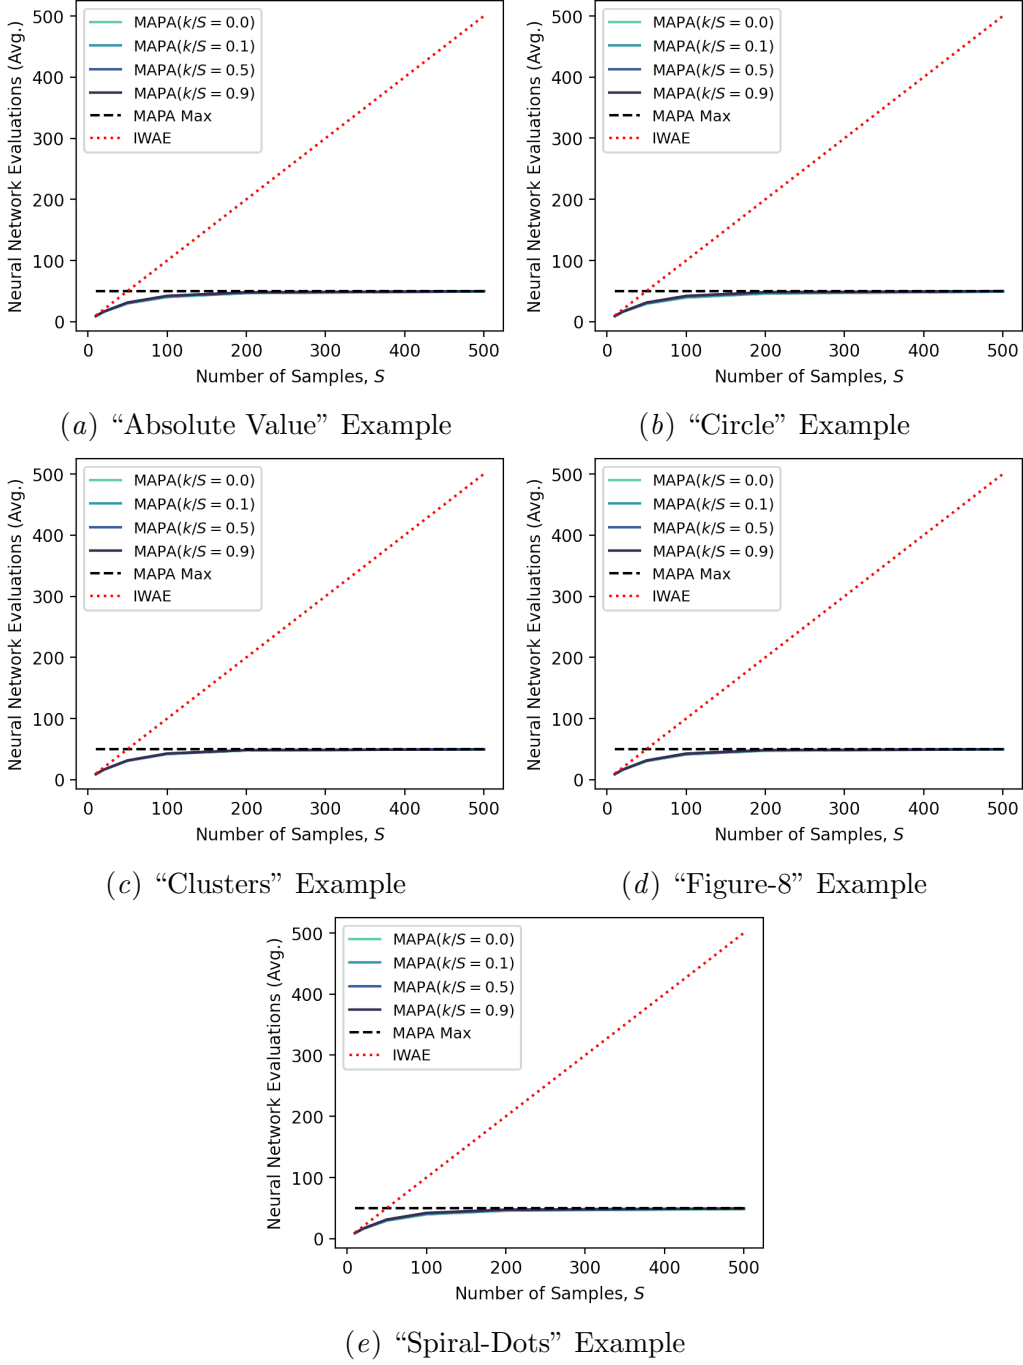 Neural Network Evaluations (Avg.)
500
400
300
200
100
0
MAPA(k/S = 0.0)
MAPA(k/S = 0.1)
MAPA(k/S = 0.5)
MAPA(k/S = 0.9)
MAPA Max
IWAE
0 100 200 300 400 500
Number of Samples, S
(a) “Absolute Value” Example
Neural Network Evaluations (Avg.)
500
400
300
200
100
0
MAPA(k/S = 0.0)
MAPA(k/S = 0.1)
MAPA(k/S = 0.5)
MAPA(k/S = 0.9)
MAPA Max
IWAE
0 100 200 300 400 500
Number of Samples, S
(b) “Circle” Example
Neural Network Evaluations (Avg.)
500
400
300
200
100
0
MAPA(k/S = 0.0)
MAPA(k/S = 0.1)
MAPA(k/S = 0.5)
MAPA(k/S = 0.9)
MAPA Max
IWAE
0 100 200 300 400 500
Number of Samples, S
(c) “Clusters” Example
Neural Network Evaluations (Avg.)
500
400
300
200
100
0
MAPA(k/S = 0.0)
MAPA(k/S = 0.1)
MAPA(k/S = 0.5)
MAPA(k/S = 0.9)
MAPA Max
IWAE
0 100 200 300 400 500
Number of Samples, S
(d) “Figure-8” Example
Neural Network Evaluations (Avg.)
500
400
300
200
100
0
MAPA(k/S = 0.0)
MAPA(k/S = 0.1)
MAPA(k/S = 0.5)
MAPA(k/S = 0.9)
MAPA Max
IWAE
0 100 200 300 400 500
Number of Samples, S
(e) “Spiral-Dots” Example